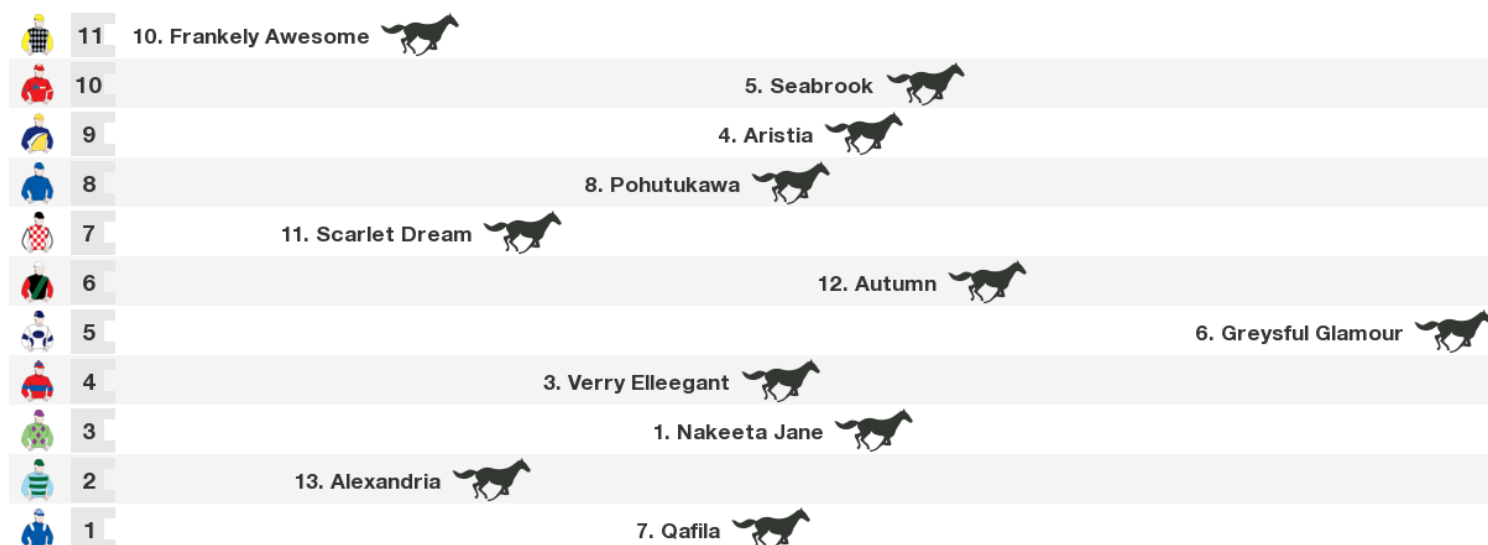 11 10. Frankely Awesome
10 5. Seabrook
9 4. Aristia
8 8. Pohutukawa
7 11. Scarlet Dream
6 12. Autumn
5 6. Greysful Glamour
4 3. Verry Elleegant
3 1. Nakeeta Jane
2 13. Alexandria
1 7. Qafila